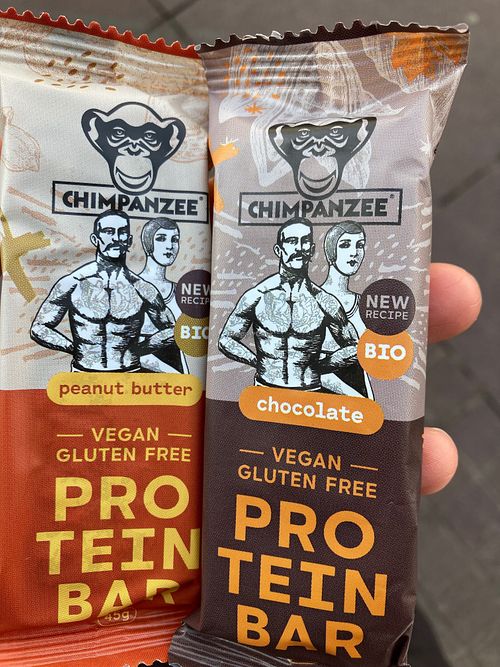 CHIMPANZEE®
NEW
RECIPE
BIO
peanut butter
VEGAN
GLUTEN FREE
PRO
TEIN
BAR
45g
CHIMPANZEE®
NEW
RECIPE
BIO
chocolate
VEGAN
GLUTEN FREE
PRO
TEIN
BAR